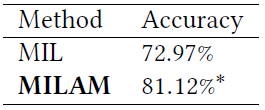 Method Accuracy
MIL 72.97%
MILAM 81.12%*